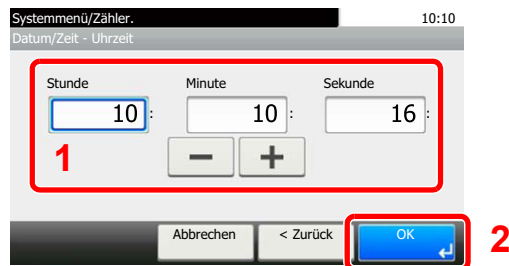 Systemmenü/Zähler. 10:10
Datum/Zeit - Uhrzeit
Stunde Minute Sekunde
10 : 10 : 16 :
1 − +
Abbrechen < Zurück OK 2